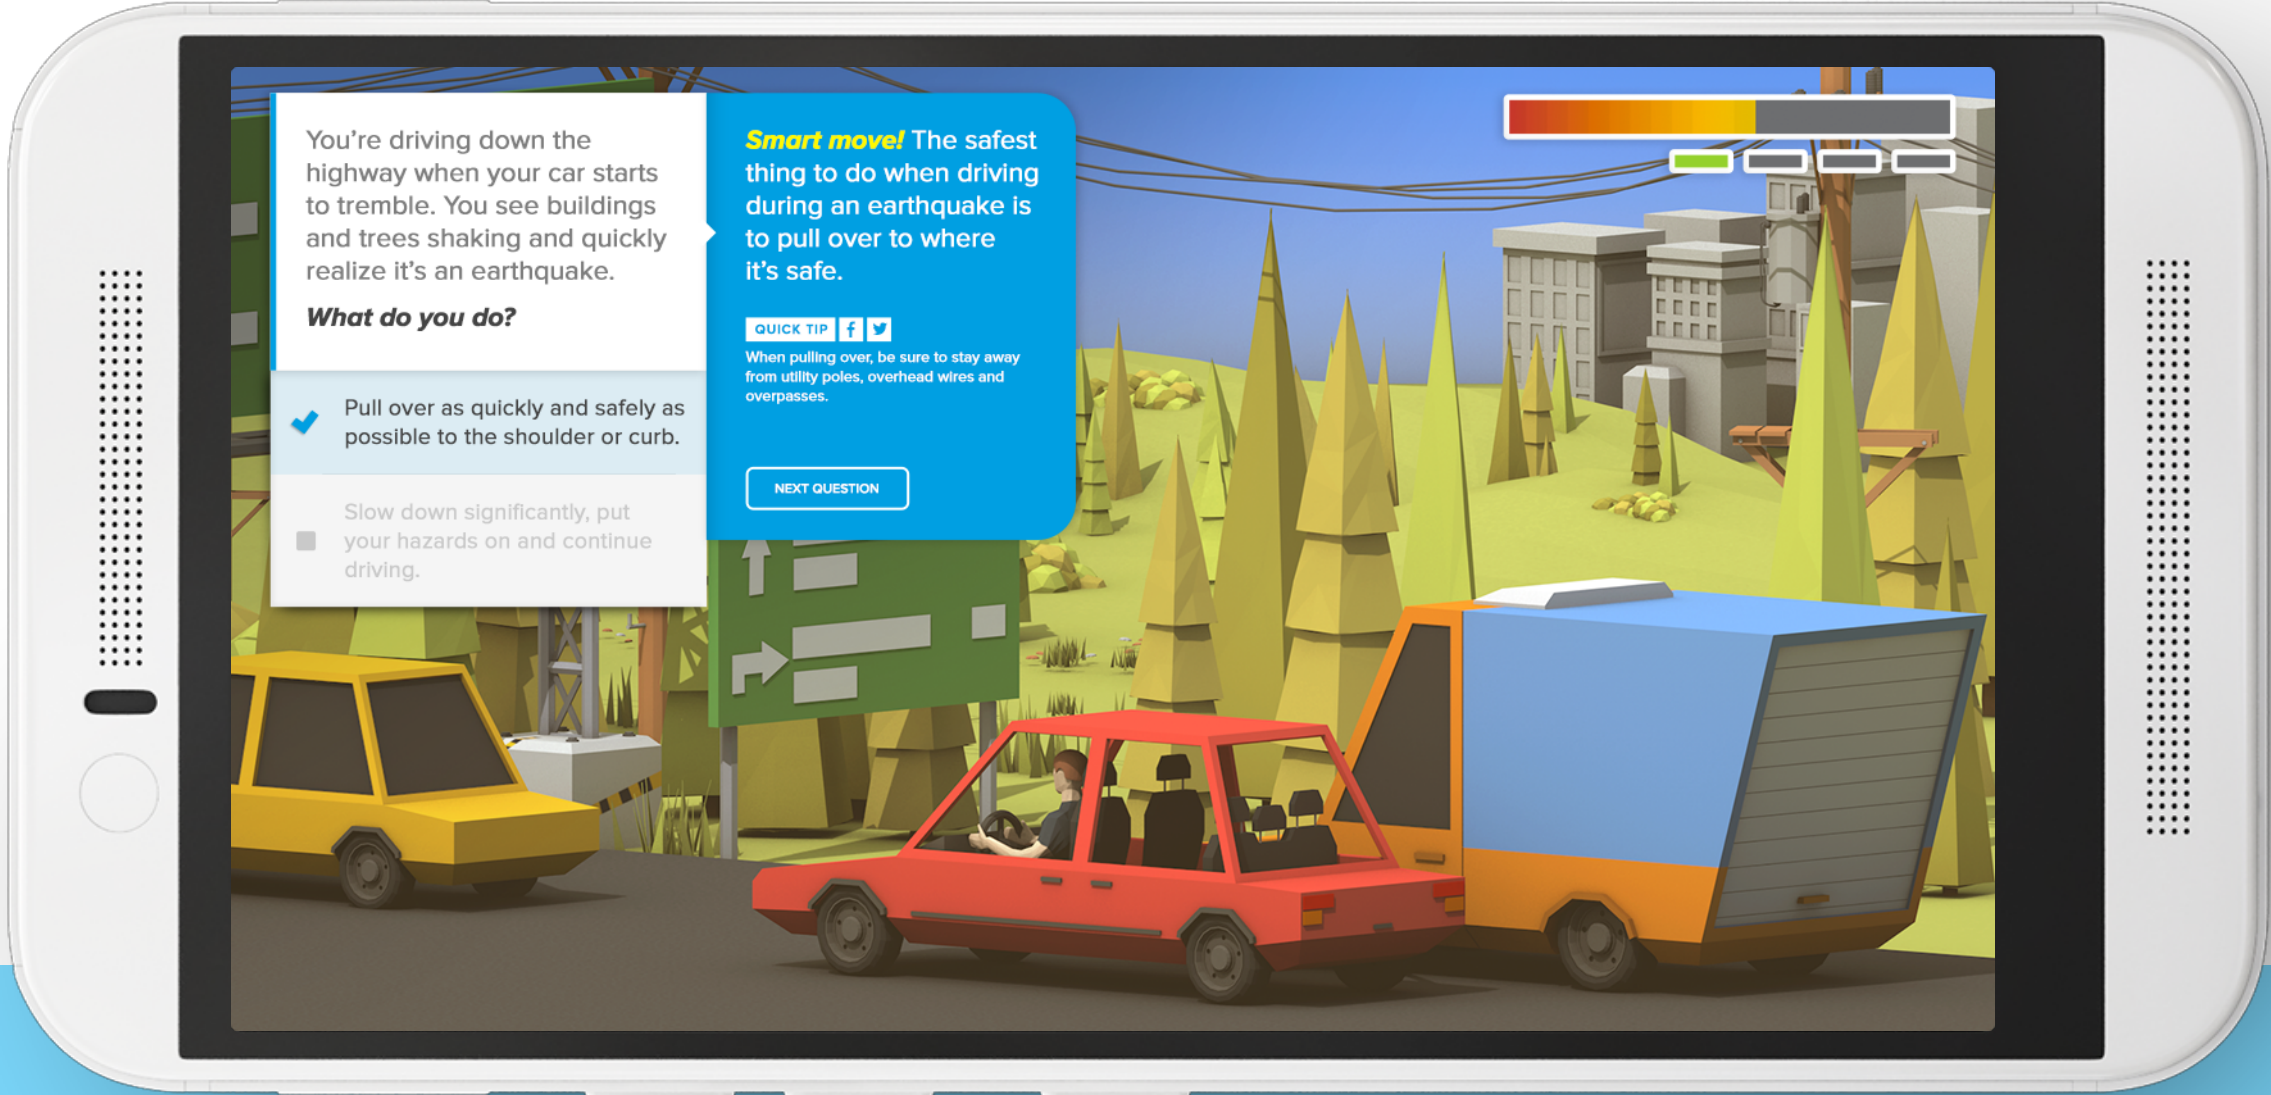 You're driving down the
highway when your car starts
to tremble. You see buildings
and trees shaking and quickly
realize it's an earthquake.
What do you do?
Pull over as quickly and safely as
possible to the shoulder or curb.
Slow down significantly, put
your hazards on and continue
driving.
Smart move! The safest
thing to do when driving
during an earthquake is
to pull over to where
it's safe.
QUICK TIP
When pulling over, be sure to stay away
from utility poles, overhead wires and
overpasses.
NEXT QUESTION